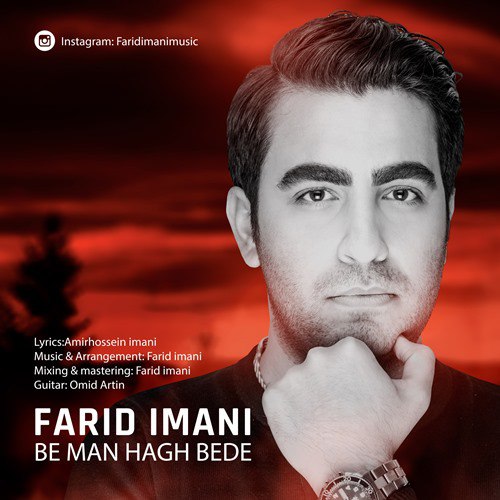 Instagram: Faridimanimusic
Lyrics:Amirhossein imani
Music & Arrangement: Farid imani
Mixing & mastering: Farid imani
Guitar: Omid Artin
FARID IMANI
BE MAN HAGH BEDE